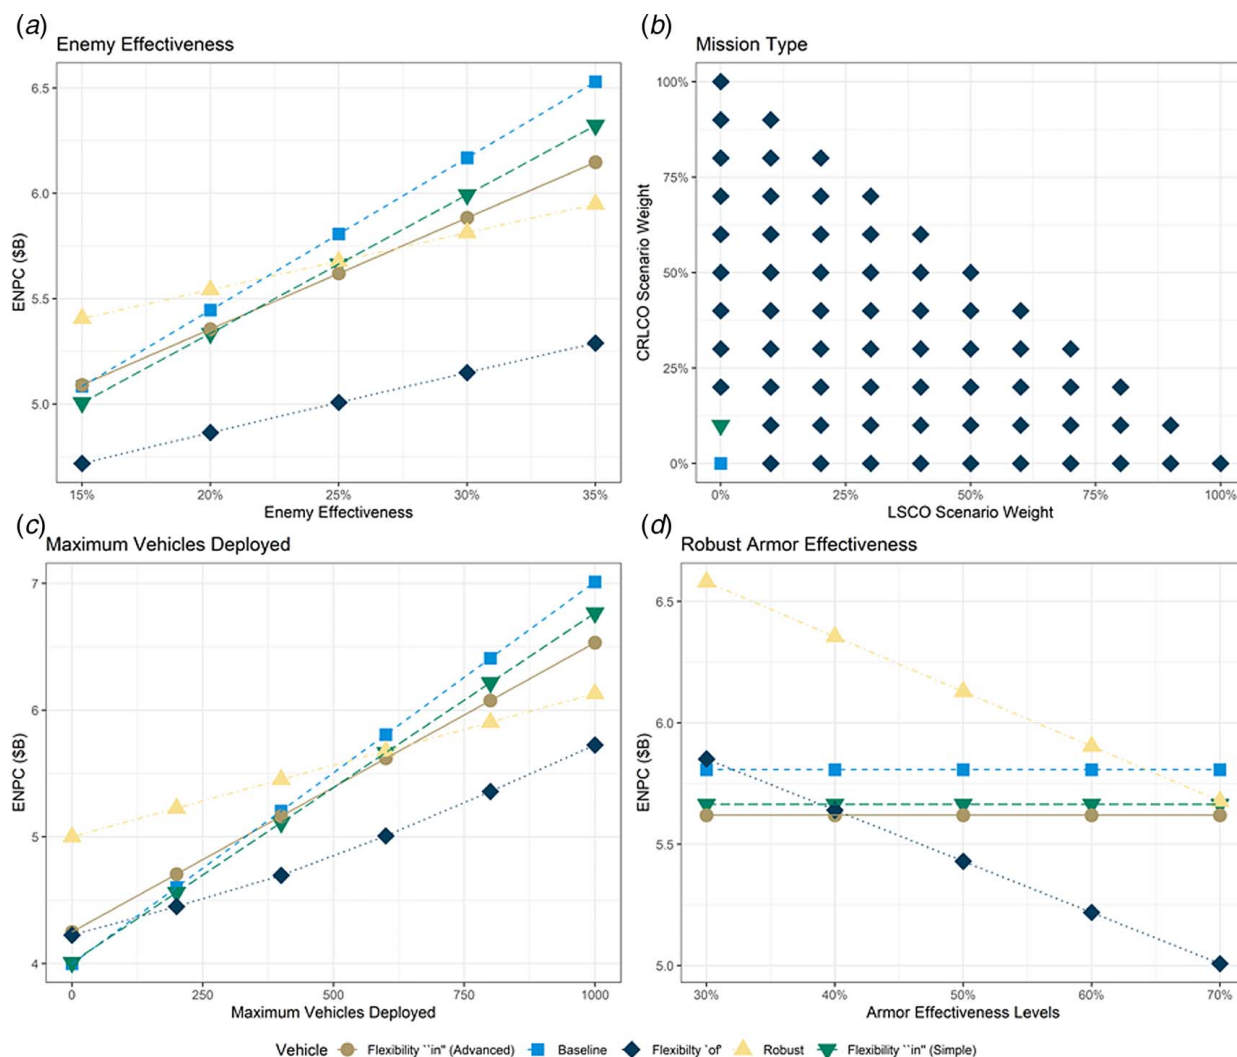 (a)
Enemy Effectiveness
6.5
6.0
5.5
5.0
ENPC ($B)
15% 20% 25% 30% 35%
Enemy Effectiveness
(b)
Mission Type
100%
75%
50%
25%
0%
CRLCO Scenario Weight
0% 25% 50% 75% 100%
LSCO Scenario Weight
(c)
Maximum Vehicles Deployed
7
6
5
4
ENPC ($B)
0 250 500 750 1000
Maximum Vehicles Deployed
(d)
Robust Armor Effectiveness
6.5
6.0
5.5
5.0
ENPC ($B)
30% 40% 50% 60% 70%
Armor Effectiveness Levels
Vehicle Flexibility ``in'' (Advanced) Baseline Flexibility `of' Robust Flexibility ``in'' (Simple)